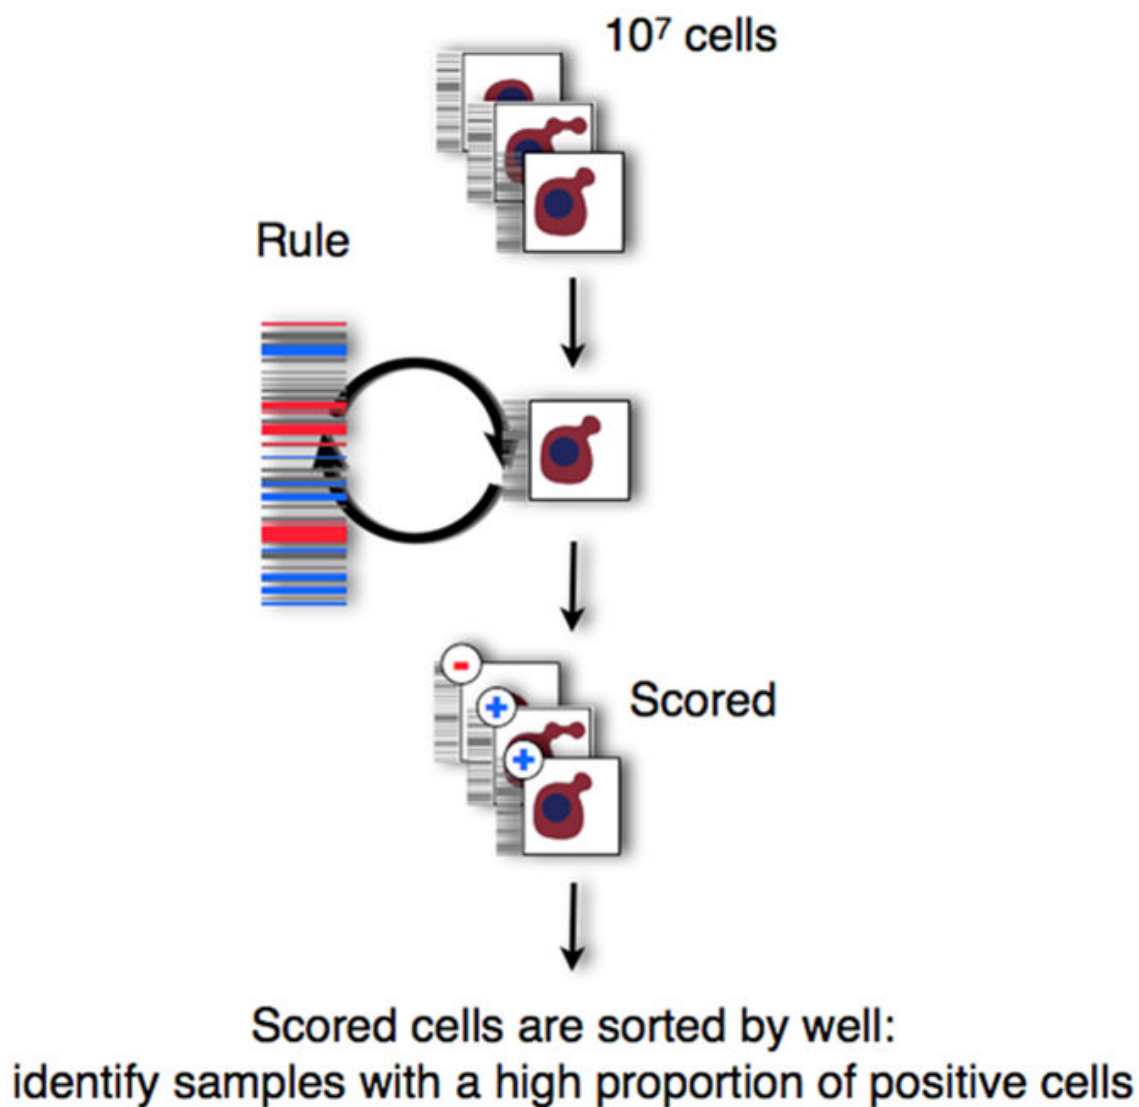 10⁷ cells
Rule
-
+
+
Scored
Scored cells are sorted by well:
identify samples with a high proportion of positive cells